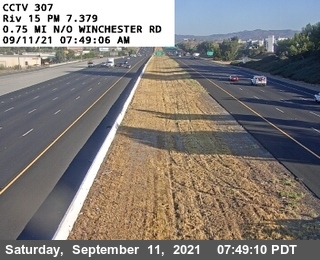 CCTV 307
Riv 15 PM 7.379
0.75 MI N/O WINCHESTER RD
09/11/21 07:49:06 AM
Saturday, September 11, 2021 07:49:10 PDT